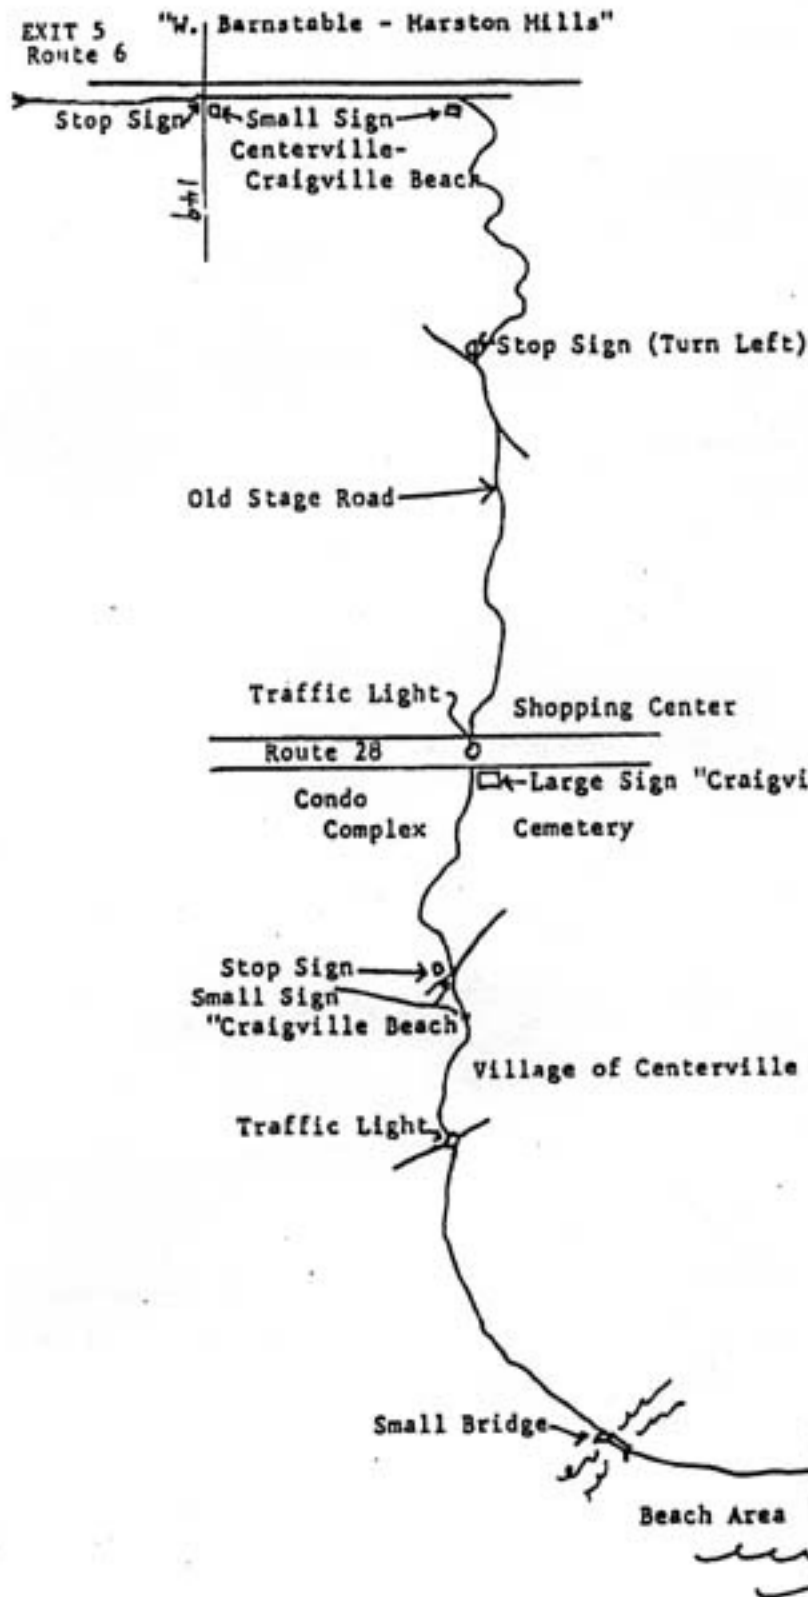 EXIT 5
Route 6
"W. Barnstable - Marston Mills"
Stop Sign
Small Sign
Centerville-
Craigville Beach
149
Stop Sign (Turn Left)
Old Stage Road
Traffic Light
Shopping Center
Route 28
Large Sign "Craigvi
Condo
Complex
Cemetery
Stop Sign
Small Sign
"Craigville Beach"
Village of Centerville
Traffic Light
Small Bridge
Beach Area